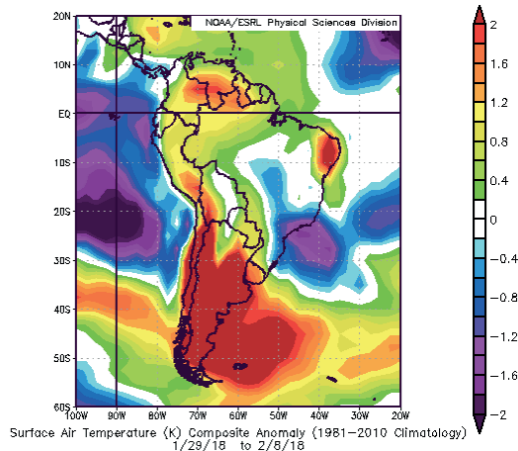 NOAA/ESRL Physical Sciences Division
20N
10N
EQ
10S
20S
30S
40S
50S
60S
100W 90W 80W 70W 60W 50W 40W 30W 20W
2
1.6
1.2
0.8
0.4
0
-0.4
-0.8
-1.2
-1.6
-2
Surface Air Temperature (K) Composite Anomaly (1981-2010 Climatology)
1/29/18 to 2/8/18